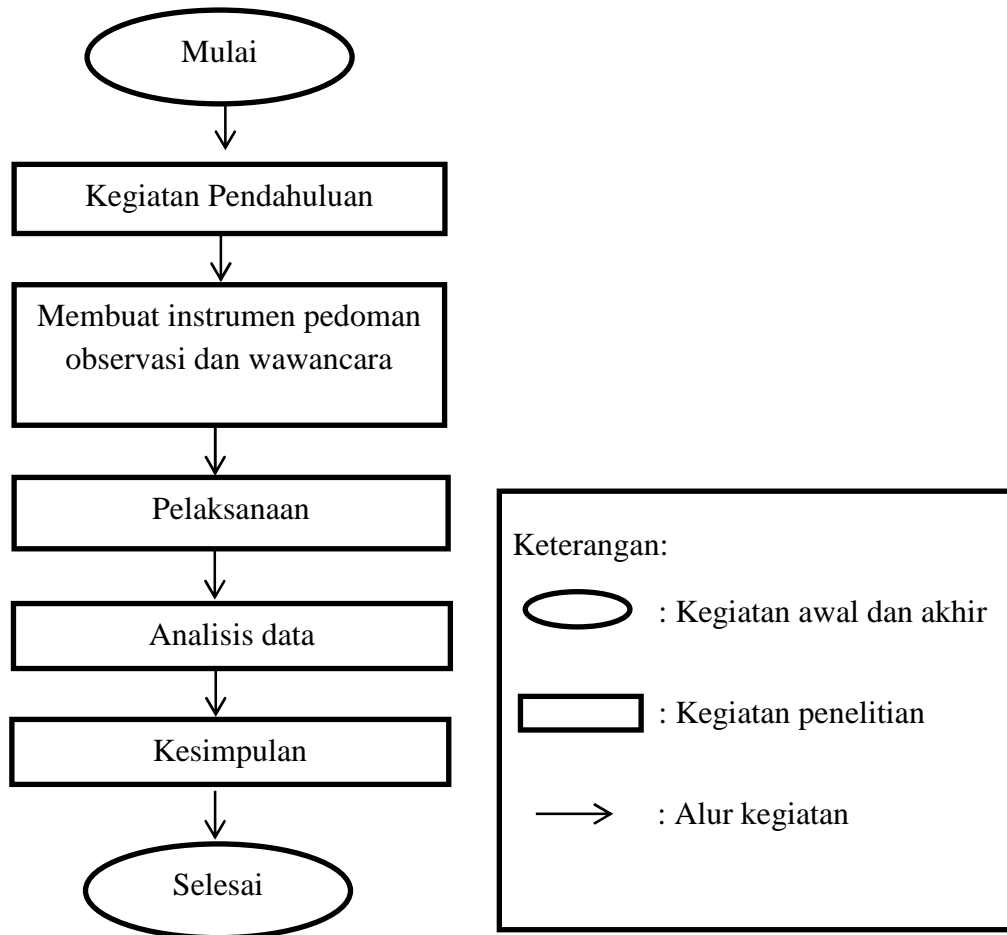 Mulai
Kegiatan Pendahuluan
Membuat instrumen pedoman
observasi dan wawancara
Pelaksanaan
Analisis data
Kesimpulan
Selesai
Keterangan:
: Kegiatan awal dan akhir
: Kegiatan penelitian
: Alur kegiatan